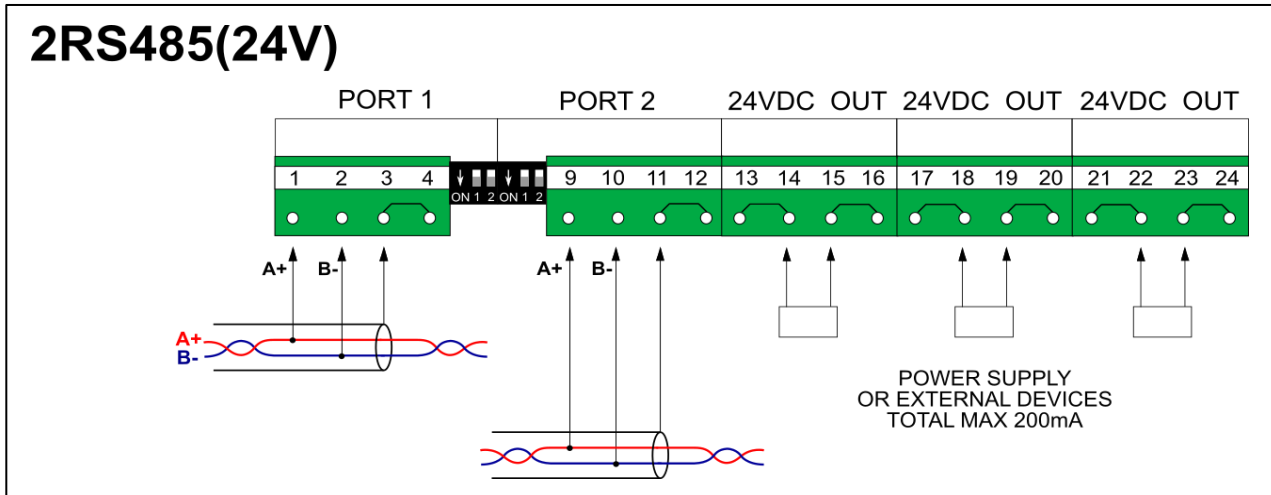 2RS485(24V)
PORT 1 PORT 2 24VDC OUT 24VDC OUT 24VDC OUT
1 2 3 4 ON 1 2 ON 1 2 9 10 11 12 13 14 15 16 17 18 19 20 21 22 23 24
A+ B- A+ B-
A+
B-
POWER SUPPLY
OR EXTERNAL DEVICES
TOTAL MAX 200mA